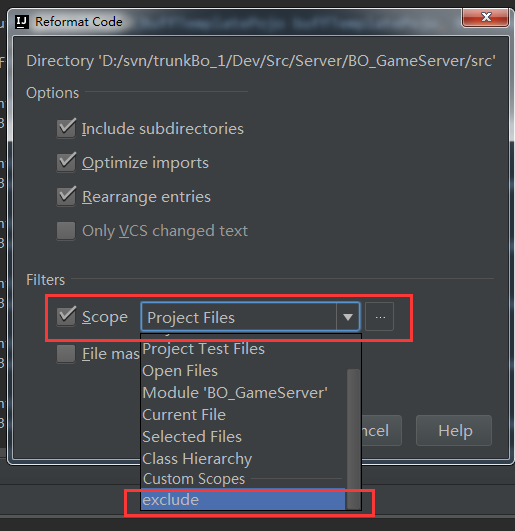 Reformat Code
Directory 'D:/svn/trunkBo_1/Dev/Src/Server/BO_GameServer/src'
Options
Include subdirectories
Optimize imports
Rearrange entries
Only VCS changed text
Filters
Scope
Project Files
...
File mas
Project Test Files
Open Files
Module 'BO_GameServer'
Current File
Selected Files
Class Hierarchy
Custom Scopes
exclude
ncel
Help